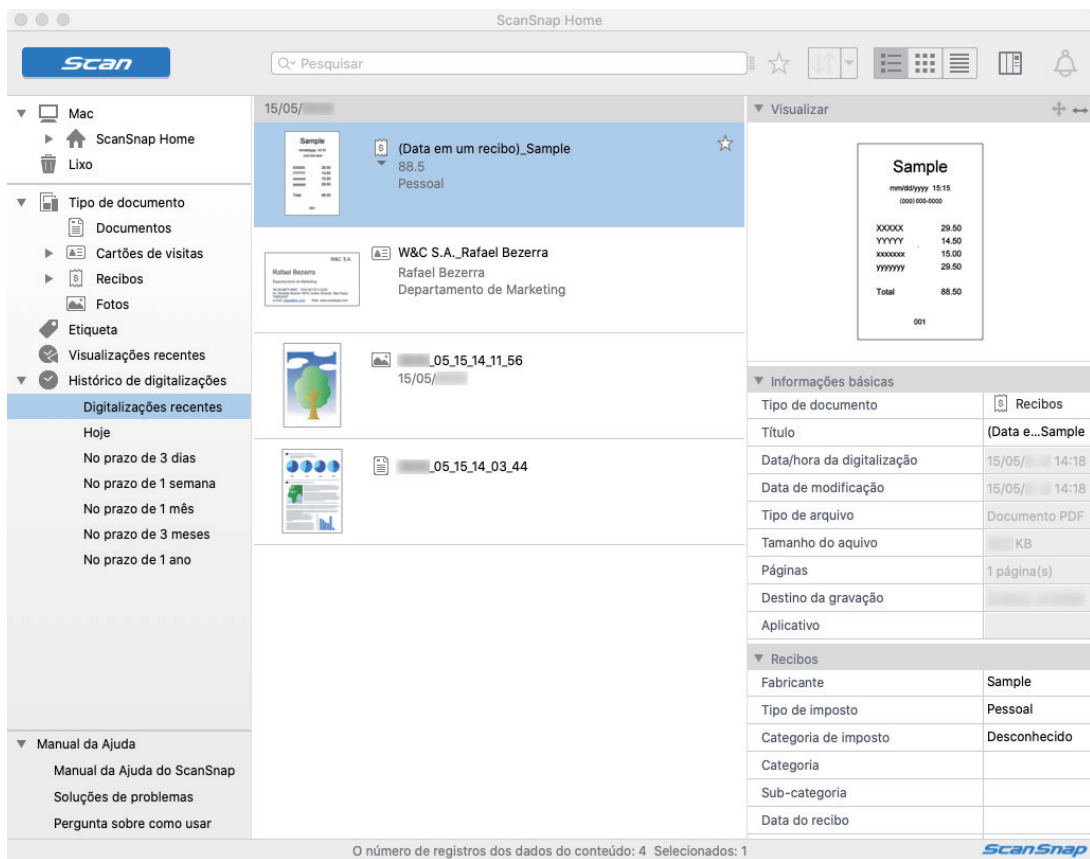 ScanSnap Home
Scan
Pesquisar
Mac
ScanSnap Home
Lixo
Tipo de documento
Documentos
Cartões de visitas
Recibos
Fotos
Etiqueta
Visualizações recentes
Histórico de digitalizações
Digitalizações recentes
Hoje
No prazo de 3 dias
No prazo de 1 semana
No prazo de 1 mês
No prazo de 3 meses
No prazo de 1 ano
Manual da Ajuda
Manual da Ajuda do ScanSnap
Soluções de problemas
Pergunta sobre como usar
15/05/
Sample
(Data em um recibo)_Sample
88.5
Pessoal
W&C S.A.
Rafael Bezerra
W&C S.A._Rafael Bezerra
Rafael Bezerra
Departamento de Marketing
_05_15_14_11_56
15/05/
_05_15_14_03_44
Visualizar
Sample
mm/dd/yyyy 15:15
(000) 000-0000
XXXXX 29.50
YYYYY 14.50
xxxxxxx 15.00
yyyyyyy 29.50
Total 88.50
001
Informações básicas
Tipo de documento Recibos
Título (Data e...Sample
Data/hora da digitalização 15/05/ 14:18
Data de modificação 15/05/ 14:18
Tipo de arquivo Documento PDF
Tamanho do aquivo KB
Páginas 1 página(s)
Destino da gravação
Aplicativo
Recibos
Fabricante Sample
Tipo de imposto Pessoal
Categoria de imposto Desconhecido
Categoria
Sub-categoria
Data do recibo
O número de registros dos dados do conteúdo: 4 Selecionados: 1
ScanSnap